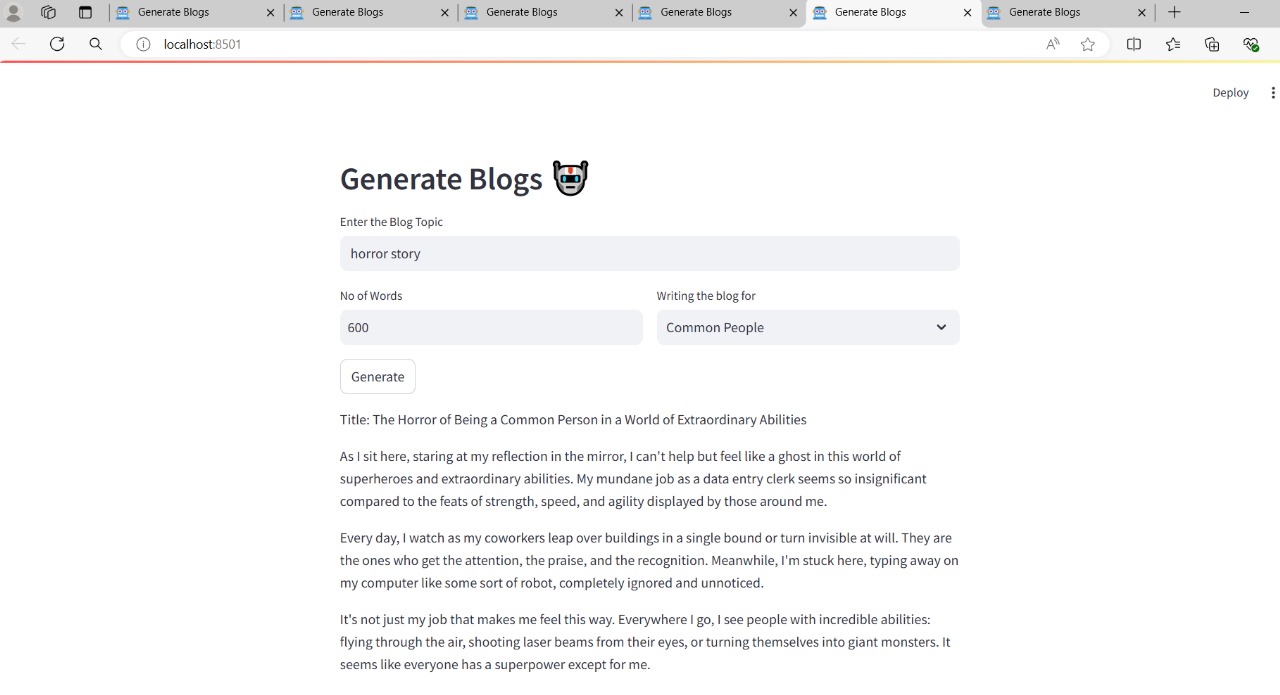 Generate Blogs
Generate Blogs
Generate Blogs
Generate Blogs
Generate Blogs
Generate Blogs
localhost:8501
Deploy
Generate Blogs
Enter the Blog Topic
horror story
No of Words
Writing the blog for
600
Common People
Generate
Title: The Horror of Being a Common Person in a World of Extraordinary Abilities
As I sit here, staring at my reflection in the mirror, I can't help but feel like a ghost in this world of
superheroes and extraordinary abilities. My mundane job as a data entry clerk seems so insignificant
compared to the feats of strength, speed, and agility displayed by those around me.
Every day, I watch as my coworkers leap over buildings in a single bound or turn invisible at will. They are
the ones who get the attention, the praise, and the recognition. Meanwhile, I'm stuck here, typing away on
my computer like some sort of robot, completely ignored and unnoticed.
It's not just my job that makes me feel this way. Everywhere I go, I see people with incredible abilities:
flying through the air, shooting laser beams from their eyes, or turning themselves into giant monsters. It
seems like everyone has a superpower except for me.